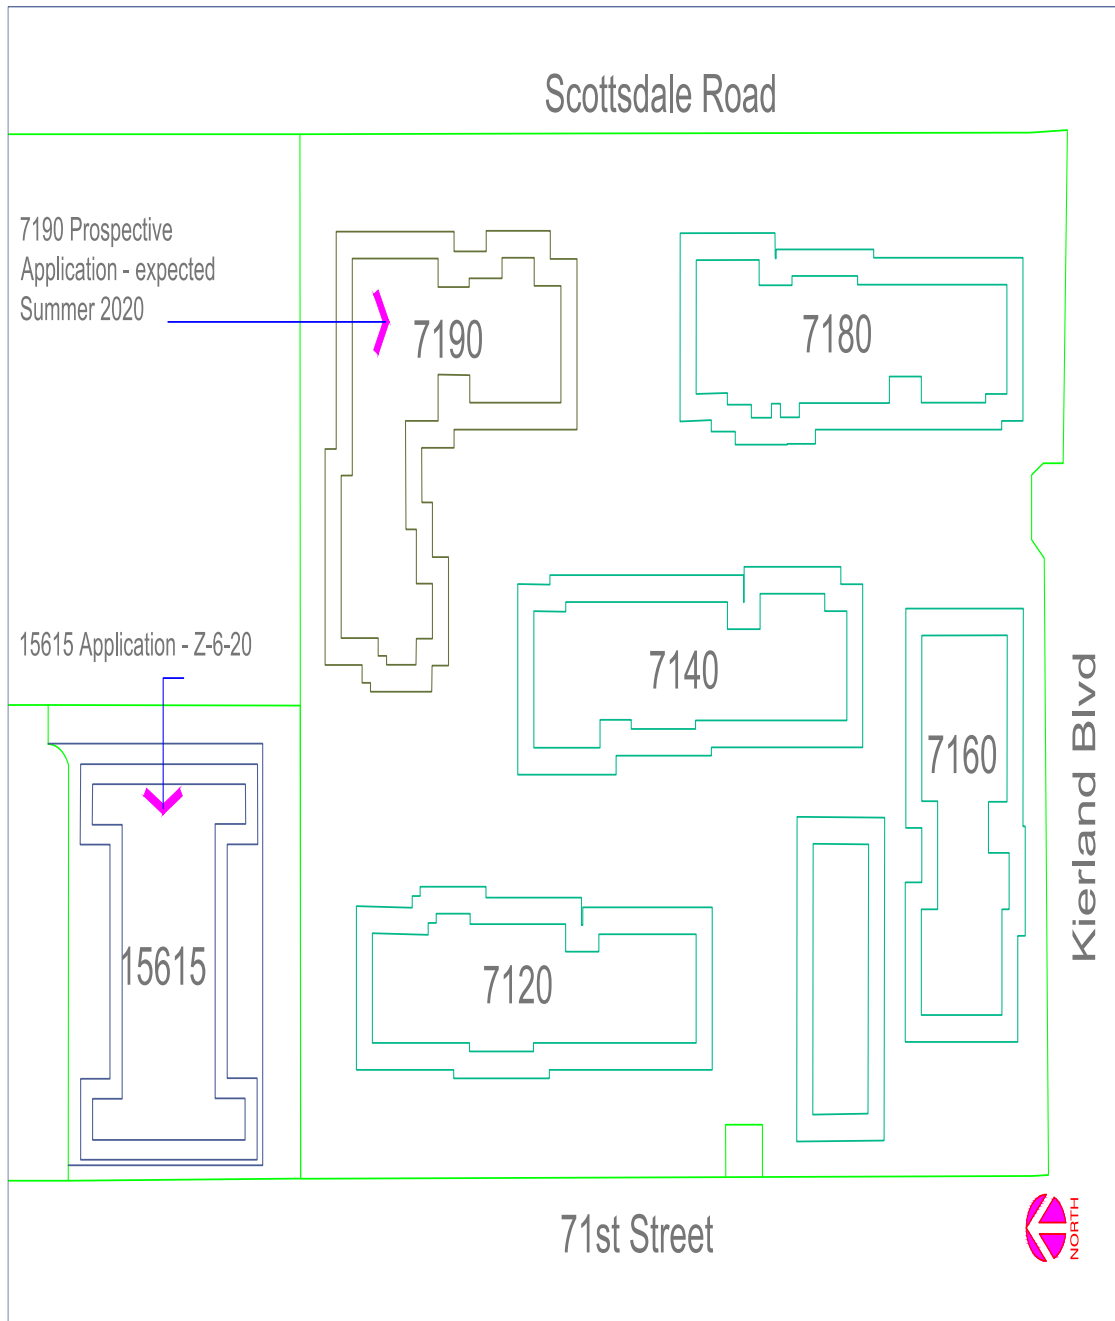 Scottsdale Road
7190 Prospective
Application - expected
Summer 2020
7190
7180
15615 Application - Z-6-20
7140
7160
Kierland Blvd
15615
7120
71st Street
NORTH